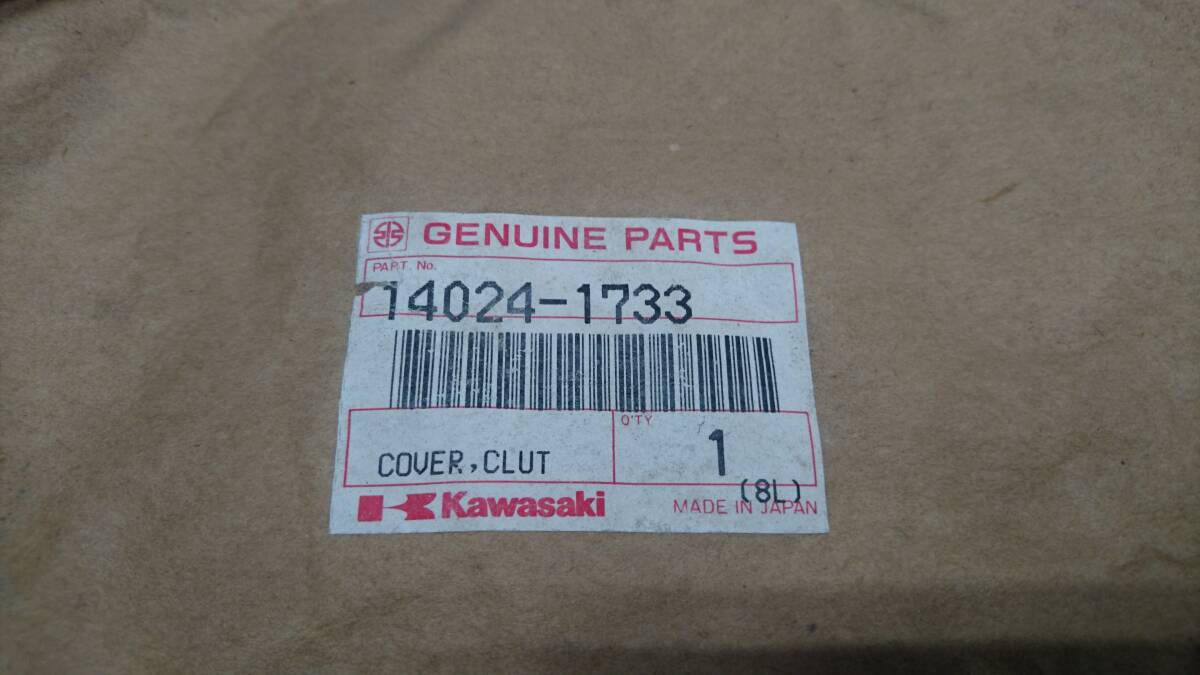 GENUINE PARTS
PART. No.
14024-1733
COVER,CLUT
Q'TY
1
(8L)
Kawasaki
MADE IN JAPAN